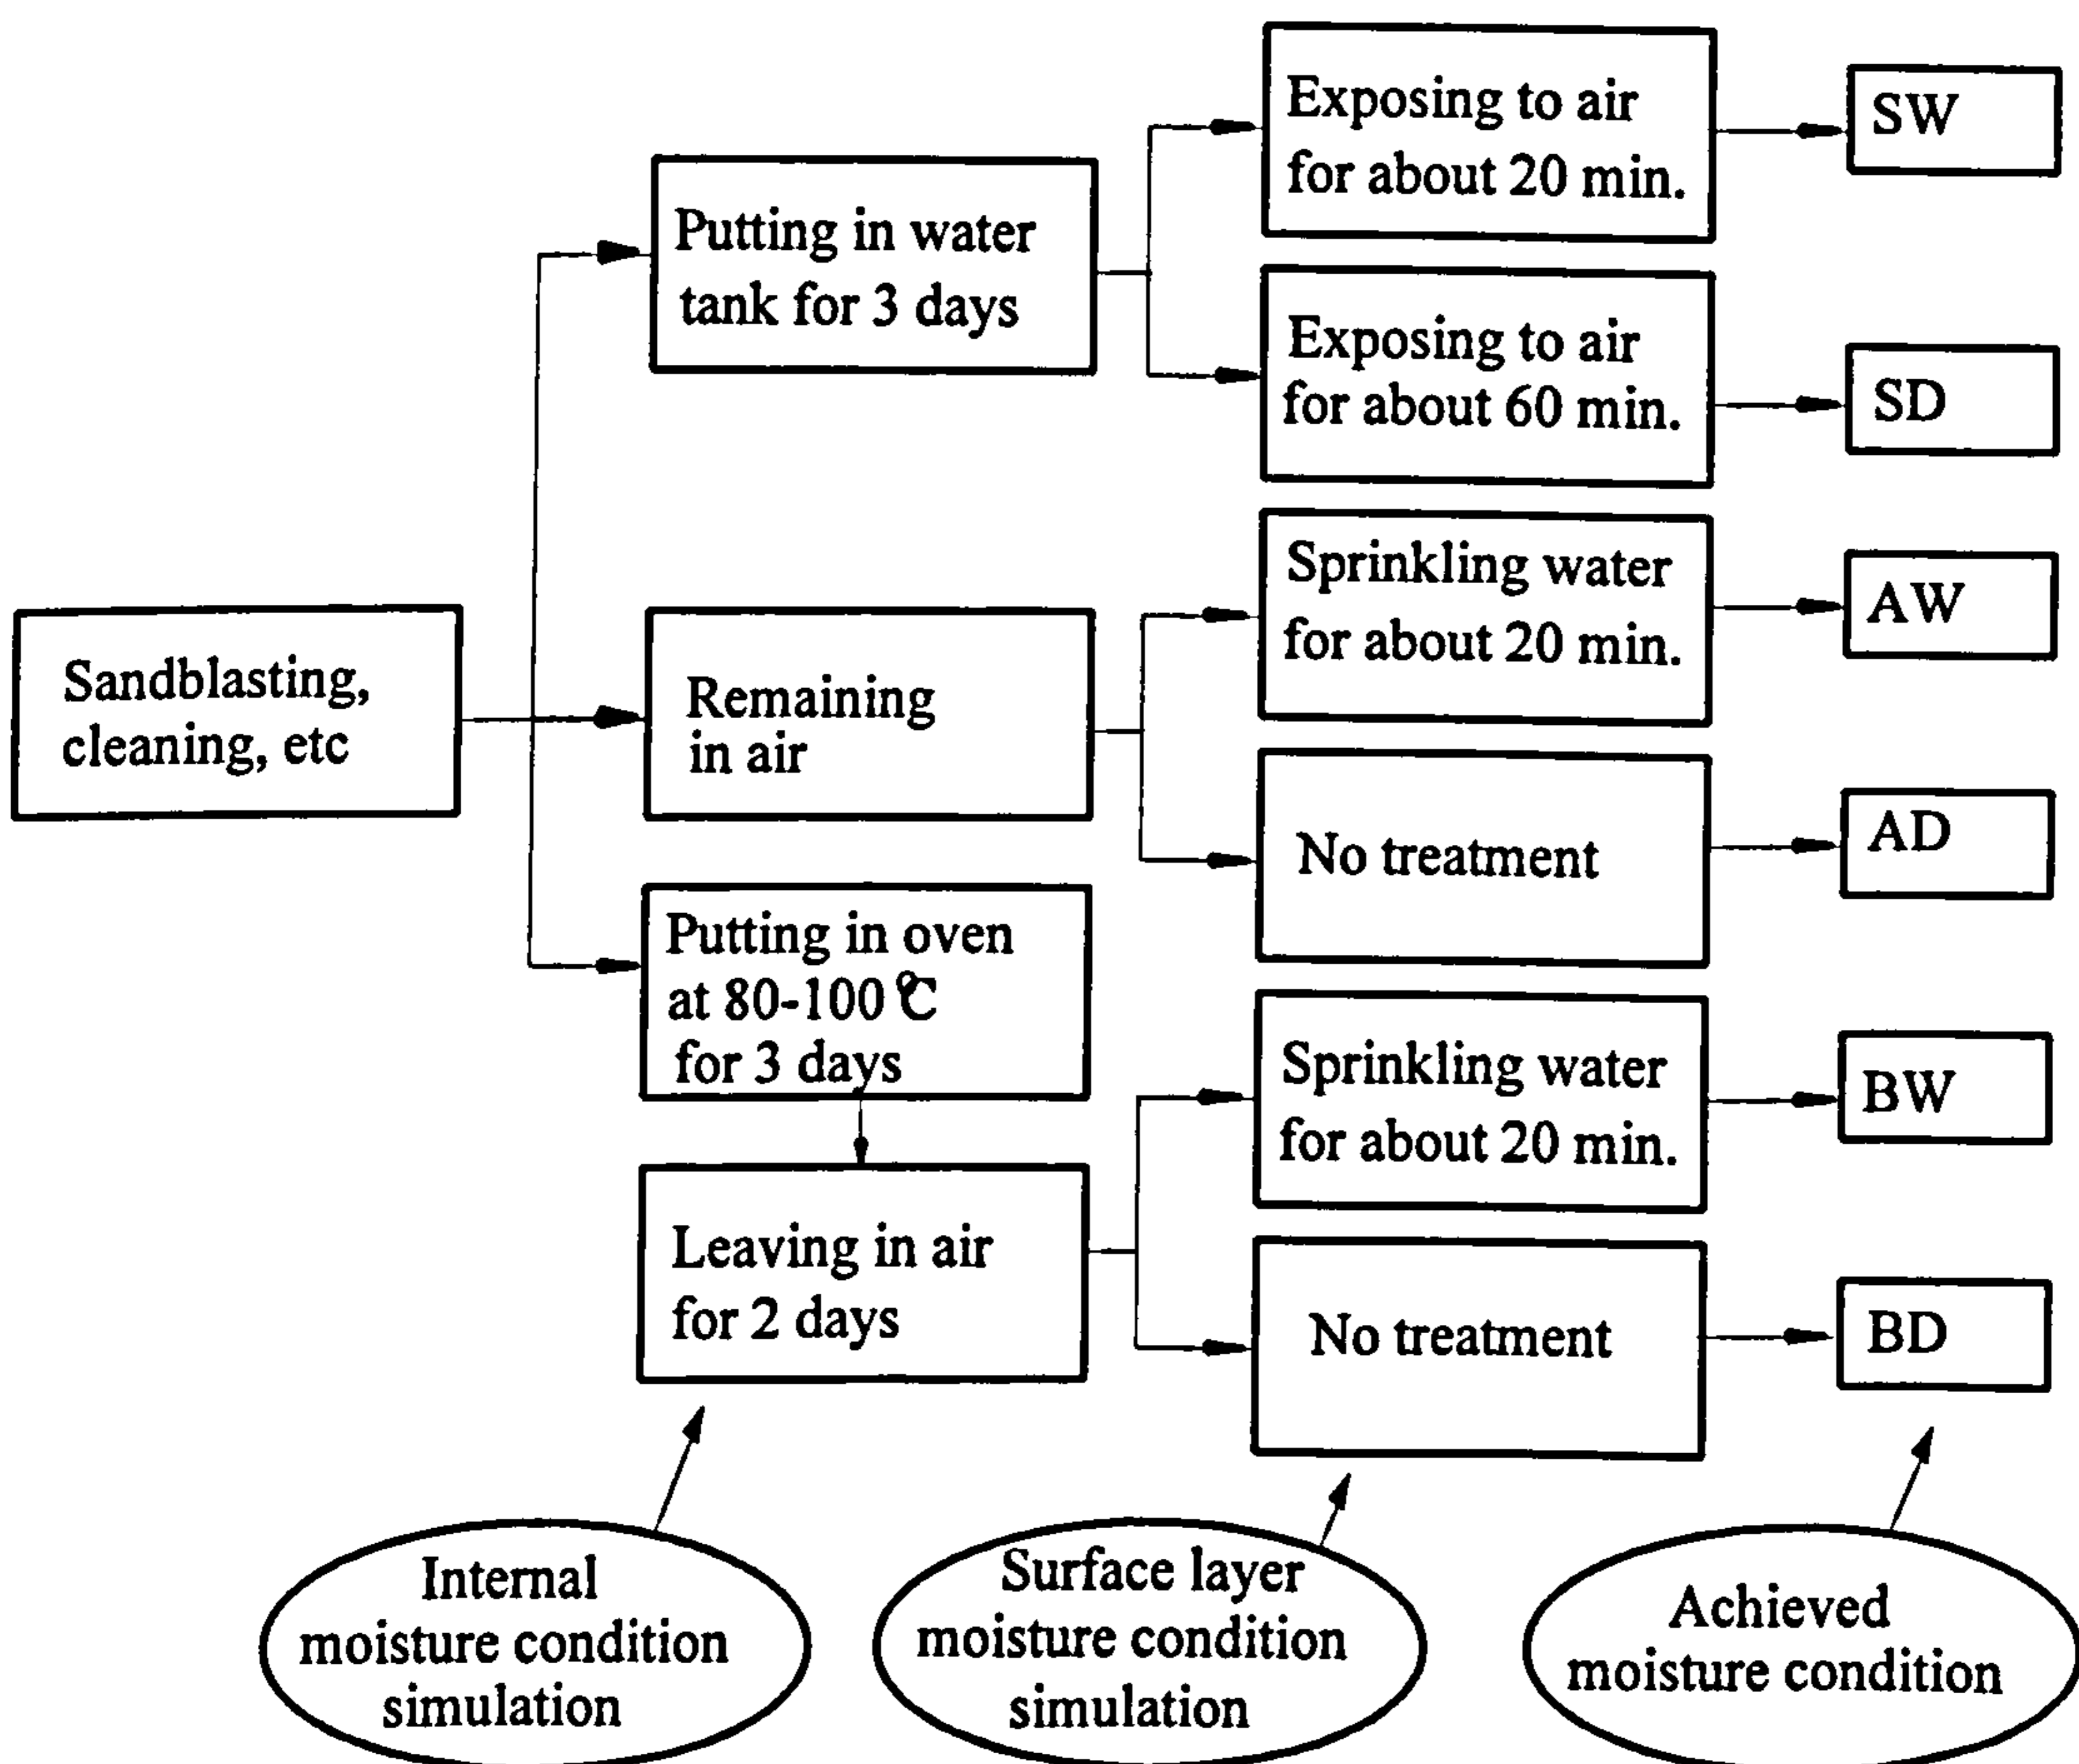 Sandblasting,
cleaning, etc
Putting in water
tank for 3 days
Remaining
in air
Putting in oven
at 80-100 ℃
for 3 days
Leaving in air
for 2 days
Exposing to air
for about 20 min.
Exposing to air
for about 60 min.
Sprinkling water
for about 20 min.
No treatment
Sprinkling water
for about 20 min.
No treatment
SW
SD
AW
AD
BW
BD
Internal
moisture condition
simulation
Surface layer
moisture condition
simulation
Achieved
moisture condition